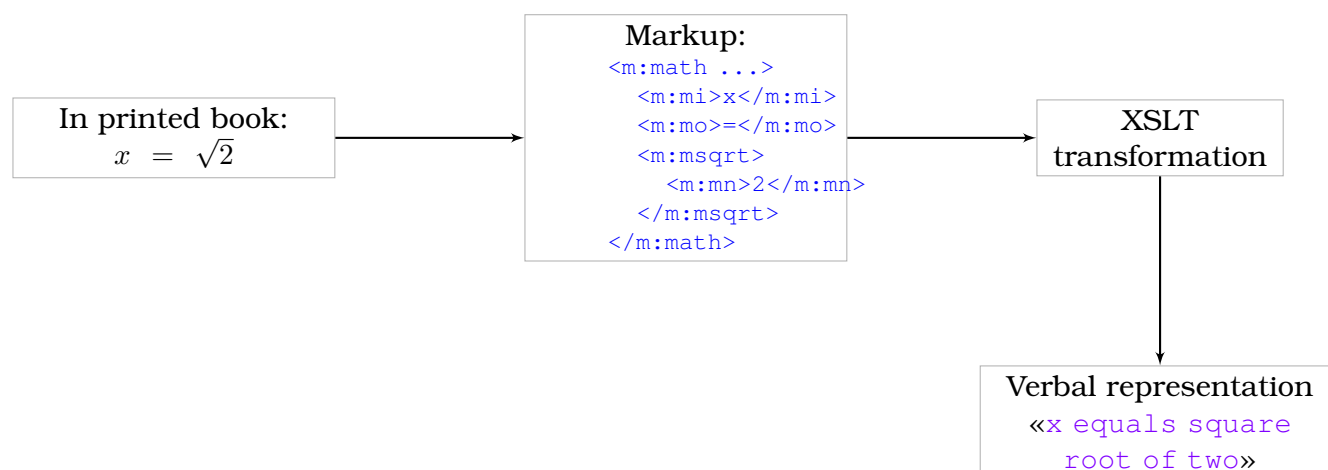 In printed book:
x = √2
Markup:
<m:math ...>
<m:mi>x</m:mi>
<m:mo>=</m:mo>
<m:msqrt>
<m:mn>2</m:mn>
</m:msqrt>
</m:math>
XSLT
transformation
Verbal representation
«x equals square
root of two»